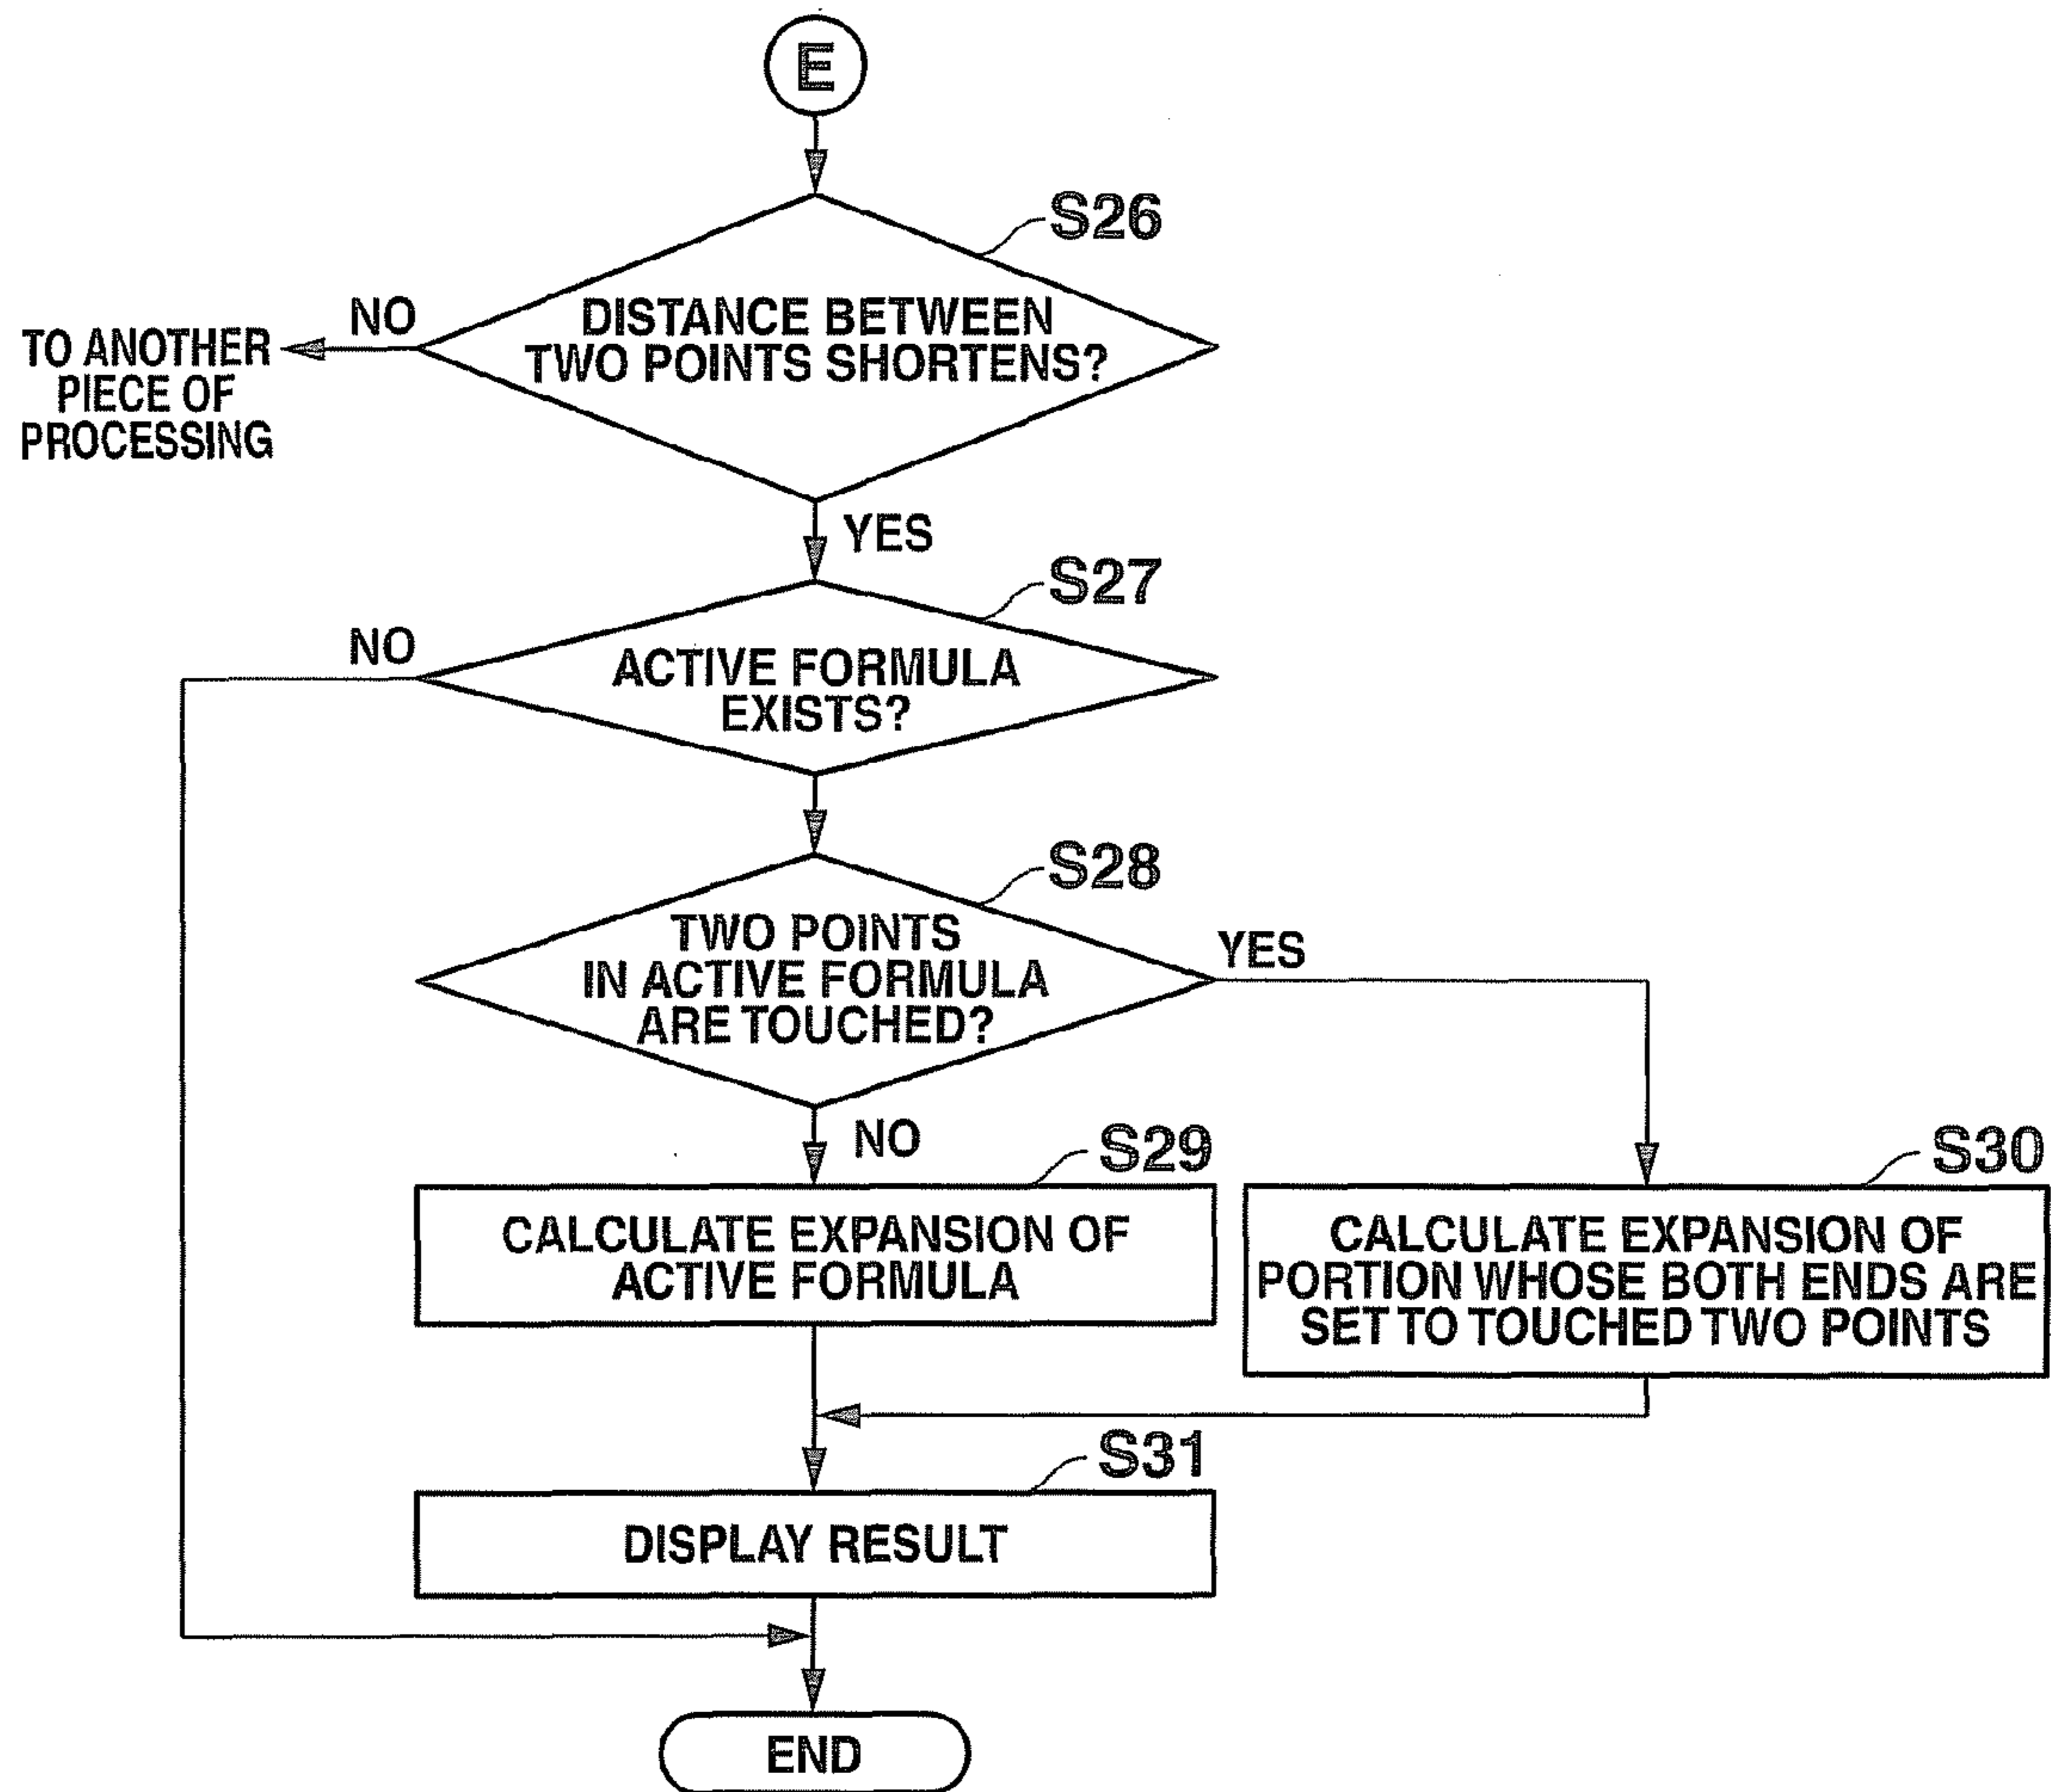 E
S26
DISTANCE BETWEEN
TWO POINTS SHORTENS?
NO
TO ANOTHER
PIECE OF
PROCESSING
YES
S27
ACTIVE FORMULA
EXISTS?
NO
S28
TWO POINTS
IN ACTIVE FORMULA
ARE TOUCHED?
YES
NO
S29
CALCULATE EXPANSION OF
ACTIVE FORMULA
S30
CALCULATE EXPANSION OF
PORTION WHOSE BOTH ENDS ARE
SET TO TOUCHED TWO POINTS
S31
DISPLAY RESULT
END